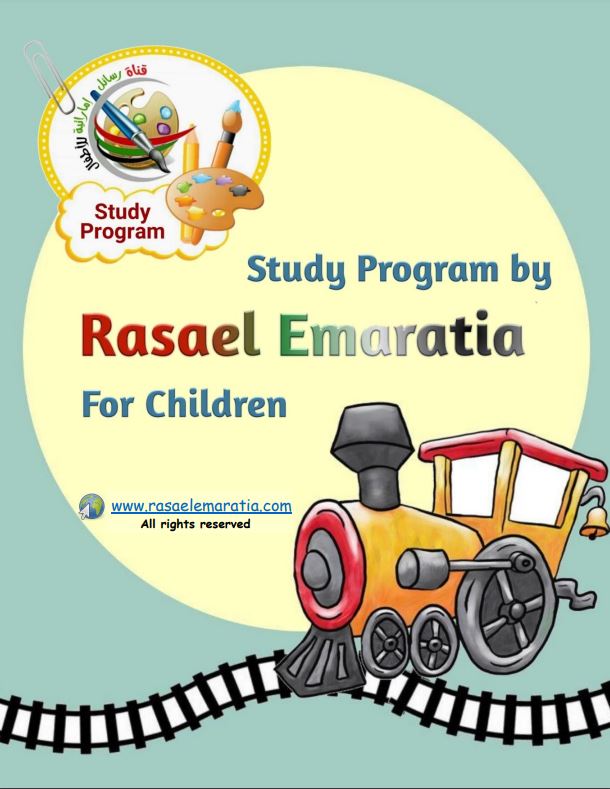 قناة رسائل إماراتية للأطفال
Study
Program
Study Program by
Rasael Emaratia
For Children
www.rasaelemaratia.com
All rights reserved